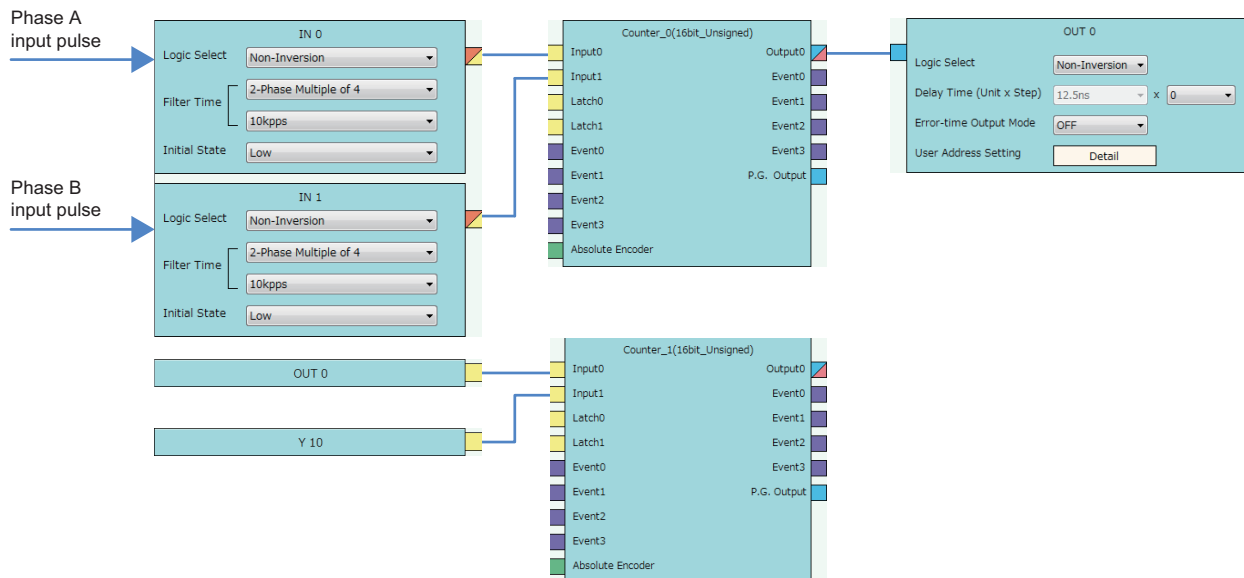 Phase A
input pulse
IN 0
Logic Select
Non-Inversion
Filter Time
2-Phase Multiple of 4
10kpps
Initial State
Low
Phase B
input pulse
IN 1
Logic Select
Non-Inversion
Filter Time
2-Phase Multiple of 4
10kpps
Initial State
Low
Counter_0(16bit_Unsigned)
Input0
Output0
Input1
Event0
Latch0
Event1
Latch1
Event2
Event0
Event3
Event1
P.G. Output
Event2
Event3
Absolute Encoder
OUT 0
Logic Select
Non-Inversion
Delay Time (Unit x Step)
12.5ns x 0
Error-time Output Mode
OFF
User Address Setting
Detail
OUT 0
Y 10
Counter_1(16bit_Unsigned)
Input0
Output0
Input1
Event0
Latch0
Event1
Latch1
Event2
Event0
Event3
Event1
P.G. Output
Event2
Event3
Absolute Encoder